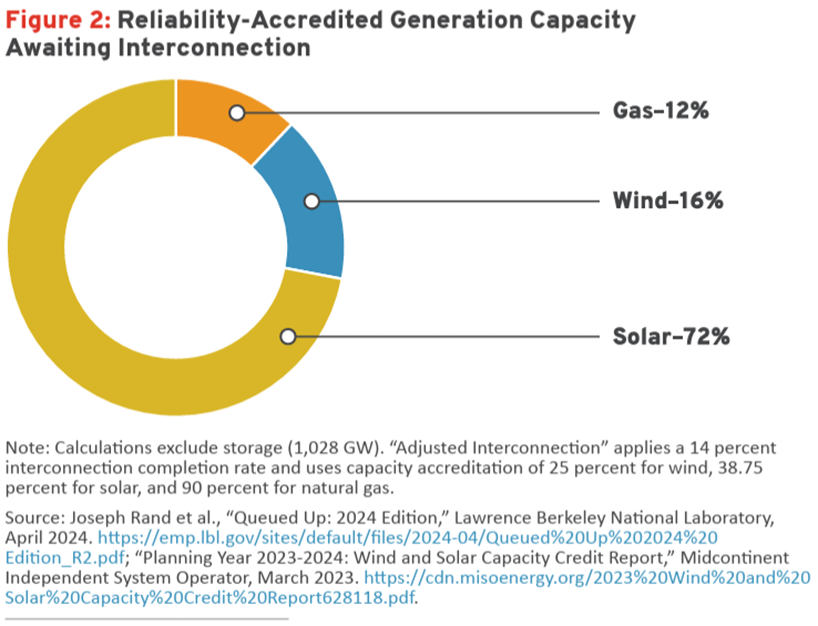 Figure 2: Reliability-Accredited Generation Capacity
Awaiting Interconnection
Gas–12%
Wind–16%
Solar–72%
Note: Calculations exclude storage (1,028 GW). “Adjusted Interconnection” applies a 14 percent
interconnection completion rate and uses capacity accreditation of 25 percent for wind, 38.75
percent for solar, and 90 percent for natural gas.
Source: Joseph Rand et al., “Queued Up: 2024 Edition,” Lawrence Berkeley National Laboratory,
April 2024. https://emp.lbl.gov/sites/default/files/2024-04/Queued%20Up%202024%20
Edition_R2.pdf; “Planning Year 2023-2024: Wind and Solar Capacity Credit Report,” Midcontinent
Independent System Operator, March 2023. https://cdn.misoenergy.org/2023%20Wind%20and%20
Solar%20Capacity%20Credit%20Report628118.pdf.